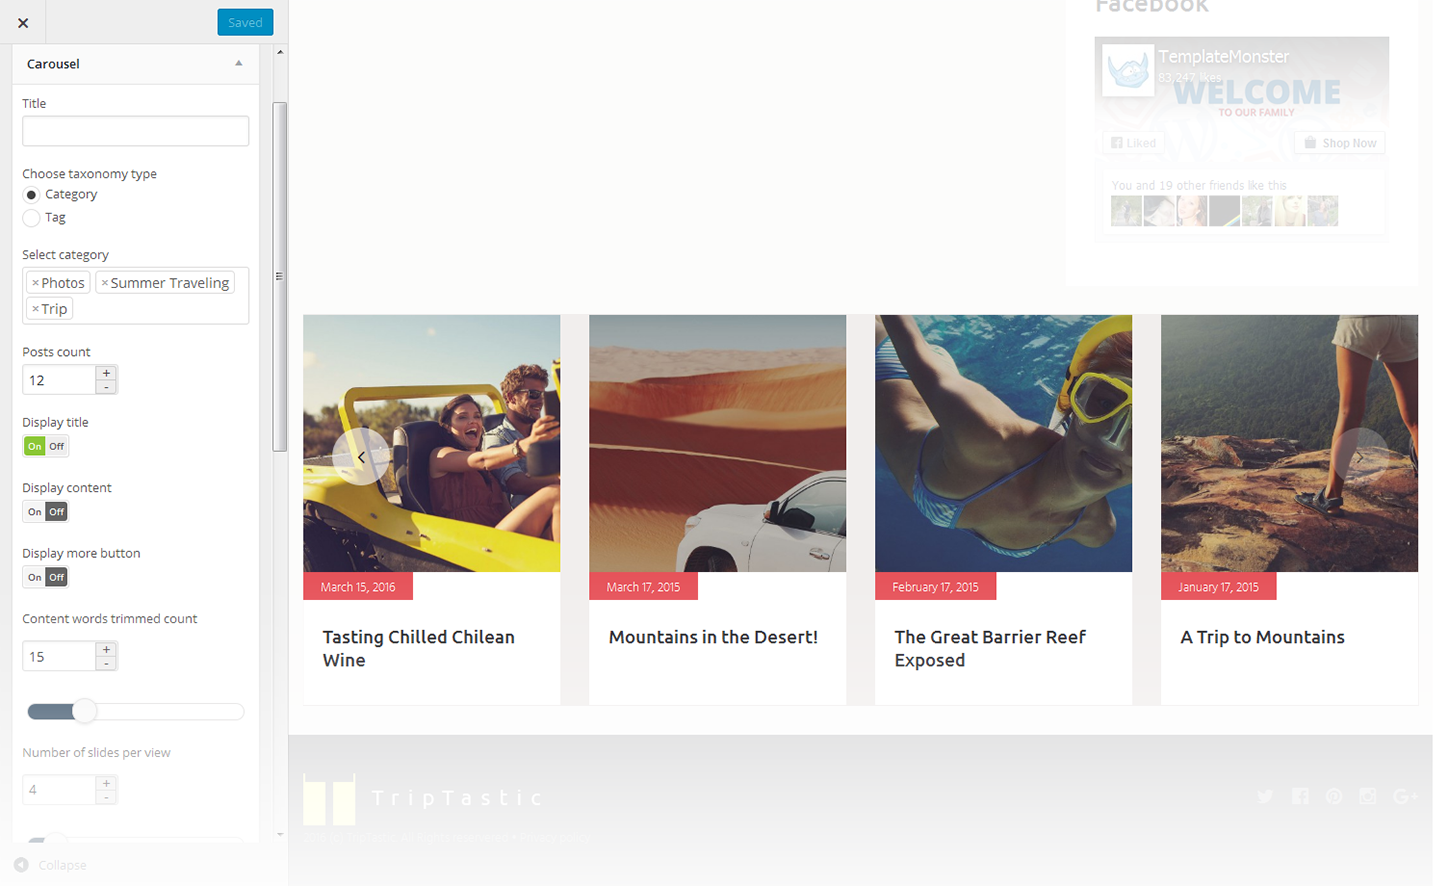 Saved
Carousel
Title
Choose taxonomy type
Category
Tag
Select category
×Photos ×Summer Traveling
×Trip
Posts count
12
+
-
Display title
On Off
Display content
On Off
Display more button
On Off
Content words trimmed count
15
+
-
Number of slides per view
4
+
-
Collapse
Facebook
TemplateMonster
83,247 likes
WELCOME
TO OUR FAMILY
Liked
Shop Now
You and 19 other friends like this
March 15, 2016
Tasting Chilled Chilean
Wine
March 17, 2015
Mountains in the Desert!
February 17, 2015
The Great Barrier Reef
Exposed
January 17, 2015
A Trip to Mountains
TripTastic